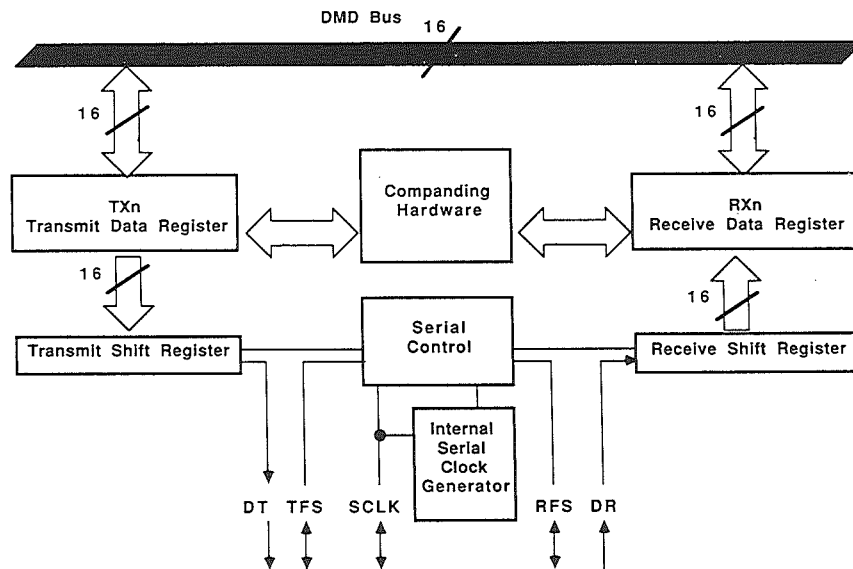 DMD Bus
16
16
16
TXn
Transmit Data Register
Companding
Hardware
RXn
Receive Data Register
16
16
Transmit Shift Register
Serial
Control
Receive Shift Register
Internal
Serial
Clock
Generator
DT TFS SCLK RFS DR